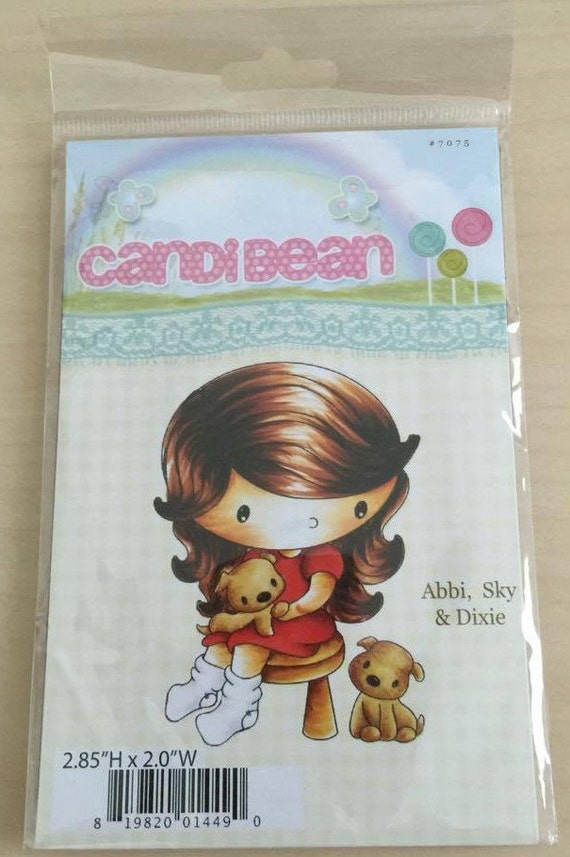 #7075
CANDiBEAN
Abbi, Sky
& Dixie
2.85"H x 2.0"W
8 19820 01449 0